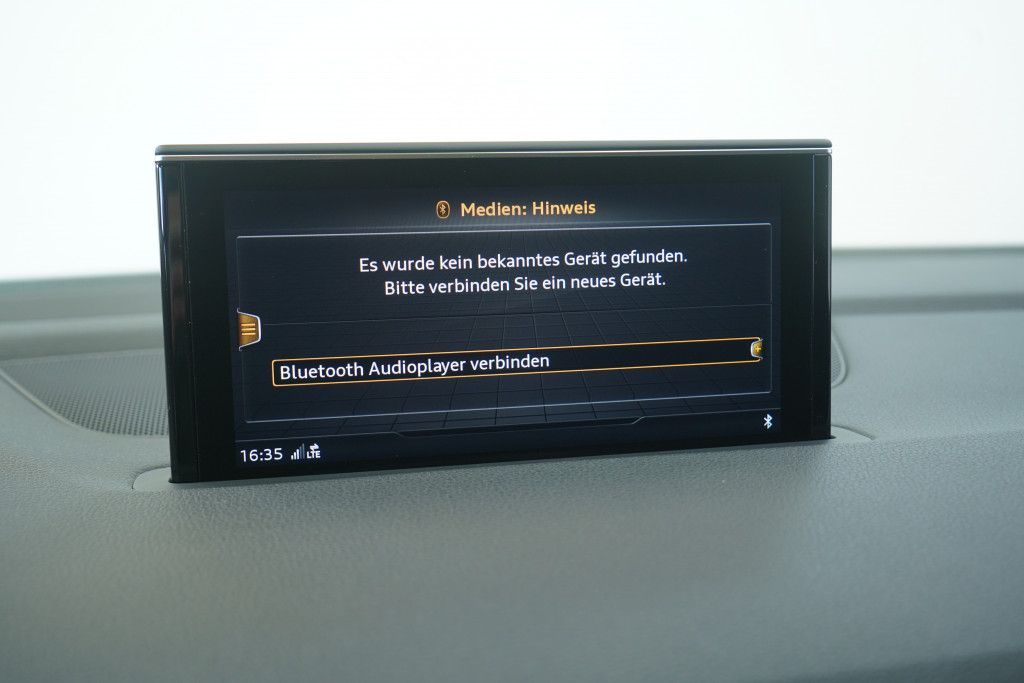 Medien: Hinweis
Es wurde kein bekanntes Gerät gefunden.
Bitte verbinden Sie ein neues Gerät.
Bluetooth Audioplayer verbinden
16:35 LTE